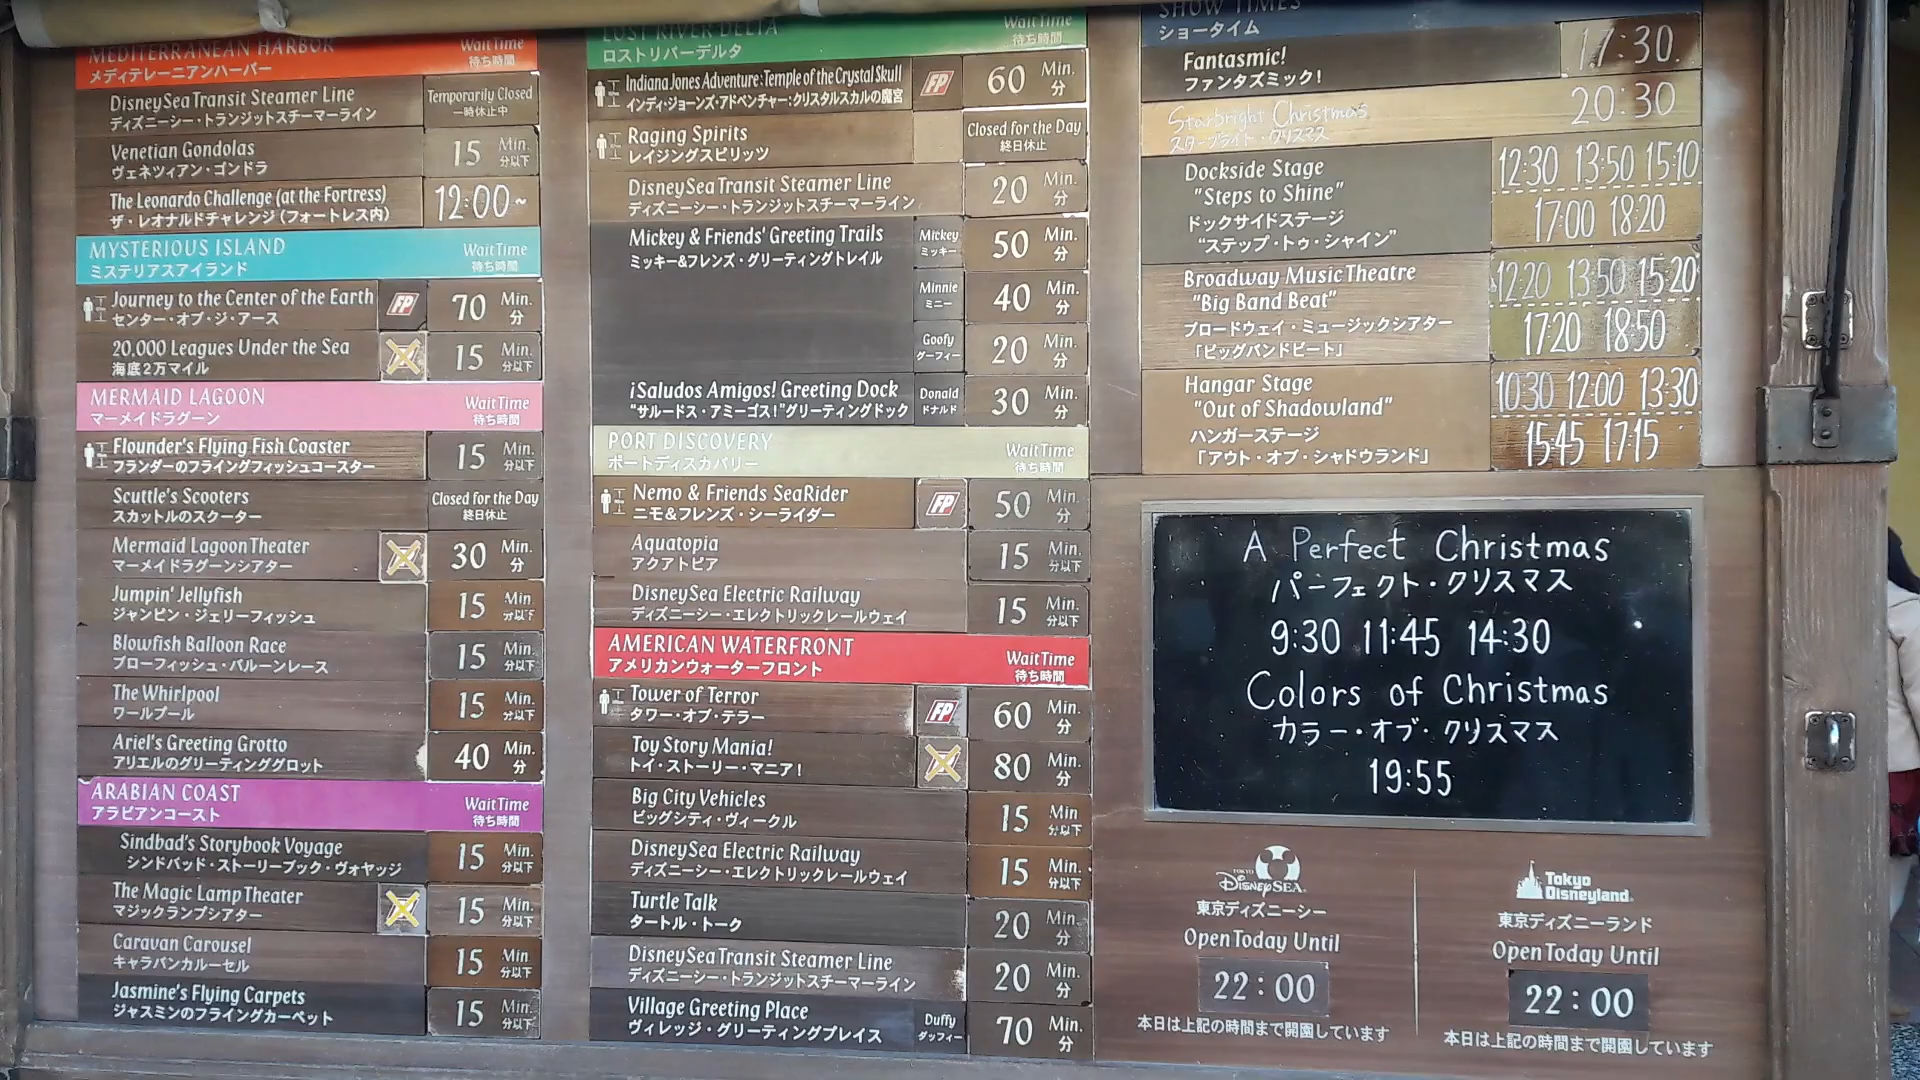 MEDITERRANEAN HARBOR Wait Time
メディテレーニアンハーバー 待ち時間
DisneySea Transit Steamer Line Temporarily Closed
ディズニーシー・トランジットスチーマーライン 一時休止中
Venetian Gondolas 15 Min.
ヴェネツィアン・ゴンドラ 分以下
The Leonardo Challenge (at the Fortress) 12:00~
ザ・レオナルドチャレンジ（フォートレス内）
MYSTERIOUS ISLAND Wait Time
ミステリアスアイランド 待ち時間
Journey to the Center of the Earth FP 70 Min.
センター・オブ・ジ・アース 分
20,000 Leagues Under the Sea 15 Min.
海底2万マイル 分以下
MERMAID LAGOON Wait Time
マーメイドラグーン 待ち時間
Flounder's Flying Fish Coaster 15 Min.
フランダーのフライングフィッシュコースター 分以下
Scuttle's Scooters Closed for the Day
スカットルのスクーター 終日休止
Mermaid Lagoon Theater 30 Min.
マーメイドラグーンシアター 分
Jumpin' Jellyfish 15 Min.
ジャンピン・ジェリーフィッシュ 分以下
Blowfish Balloon Race 15 Min.
ブローフィッシュ・バルーンレース 分以下
The Whirlpool 15 Min.
ワールプール 分以下
Ariel's Greeting Grotto 40 Min.
アリエルのグリーティンググロット 分
ARABIAN COAST Wait Time
アラビアンコースト 待ち時間
Sindbad's Storybook Voyage 15 Min.
シンドバッド・ストーリーブック・ヴォヤッジ 分以下
The Magic Lamp Theater 15 Min.
マジックランプシアター 分以下
Caravan Carousel 15 Min.
キャラバンカルーセル 分以下
Jasmine's Flying Carpets 15 Min.
ジャスミンのフライングカーペット 分以下
LOST RIVER DELTA Wait Time
ロストリバーデルタ 待ち時間
Indiana Jones Adventure: Temple of the Crystal Skull FP 60 Min.
インディ・ジョーンズ・アドベンチャー：クリスタルスカルの魔宮 分
Raging Spirits Closed for the Day
レイジングスピリッツ 終日休止
DisneySea Transit Steamer Line 20 Min.
ディズニーシー・トランジットスチーマーライン 分
Mickey & Friends' Greeting Trails Mickey 50 Min.
ミッキー&フレンズ・グリーティングトレイル ミッキー 分
Minnie 40 Min.
ミニー 分
Goofy 20 Min.
グーフィー 分
¡Saludos Amigos! Greeting Dock Donald 30 Min.
“サルードス・アミーゴス！”グリーティングドック ドナルド 分
PORT DISCOVERY Wait Time
ポートディスカバリー 待ち時間
Nemo & Friends SeaRider FP 50 Min.
ニモ&フレンズ・シーライダー 分
Aquatopia 15 Min.
アクアトピア 分以下
DisneySea Electric Railway 15 Min.
ディズニーシー・エレクトリックレールウェイ 分以下
AMERICAN WATERFRONT Wait Time
アメリカンウォーターフロント 待ち時間
Tower of Terror FP 60 Min.
タワー・オブ・テラー 分
Toy Story Mania! 80 Min.
トイ・ストーリー・マニア！ 分
Big City Vehicles 15 Min
ビッグシティ・ヴィークル 分以下
DisneySea Electric Railway 15 Min.
ディズニーシー・エレクトリックレールウェイ 分以下
Turtle Talk 20 Min.
タートル・トーク 分
DisneySea Transit Steamer Line 20 Min.
ディズニーシー・トランジットスチーマーライン 分
Village Greeting Place Duffy 70 Min.
ヴィレッジ・グリーティングプレイス ダッフィー 分
SHOW TIMES
ショータイム
Fantasmic! 17:30
ファンタズミック！
Starbright Christmas 20:30
スターブライト・クリスマス
Dockside Stage 12:30 13:50 15:10
"Steps to Shine"
ドックサイドステージ 17:00 18:20
“ステップ・トゥ・シャイン”
Broadway Music Theatre 12:20 13:50 15:20
"Big Band Beat"
ブロードウェイ・ミュージックシアター 17:20 18:50
「ビッグバンドビート」
Hangar Stage 10:30 12:00 13:30
"Out of Shadowland"
ハンガーステージ 15:45 17:15
「アウト・オブ・シャドウランド」
A Perfect Christmas
パーフェクト・クリスマス
9:30 11:45 14:30
Colors of Christmas
カラー・オブ・クリスマス
19:55
TOKYO DISNEYSEA.
東京ディズニーシー
Open Today Until
22:00
本日は上記の時間まで開園しています
Tokyo Disneyland.
東京ディズニーランド
Open Today Until
22:00
本日は上記の時間まで開園しています